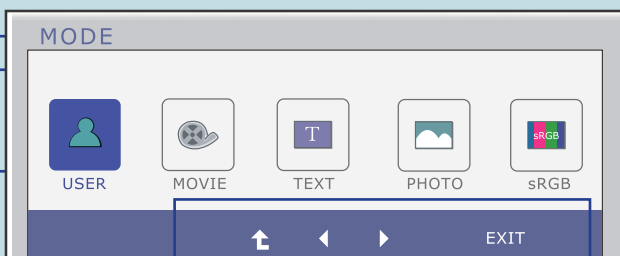 MODE
T
sRGB
USER MOVIE TEXT PHOTO sRGB
EXIT